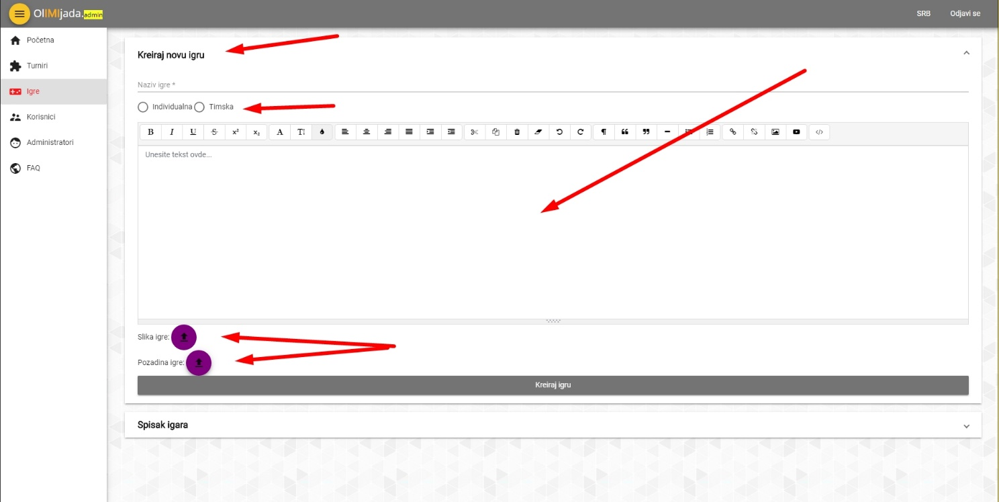 OlIMIjada.admin
SRB
Odjavi se
Početna
Turiri
Igre
Korisnici
Administratori
FAQ
Kreiraj novu igru
Naziv igre *
Individualna Timska
Unesite tekst ovde...
Slika igre:
Pozadina igre:
Kreiraj igru
Spisak igara